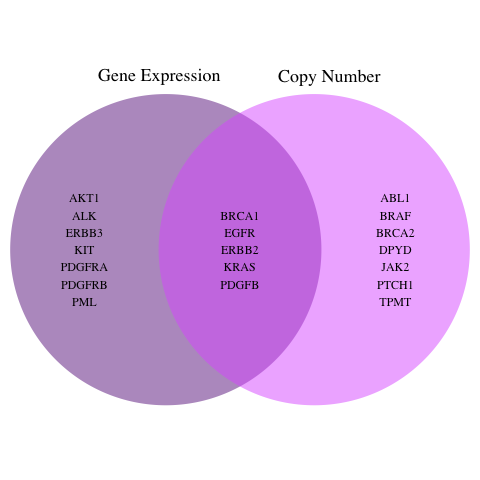 Gene Expression
Copy Number
AKT1
ALK
ERBB3
KIT
PDGFRA
PDGFRB
PML
BRCA1
EGFR
ERBB2
KRAS
PDGFB
ABL1
BRAF
BRCA2
DPYD
JAK2
PTCH1
TPMT